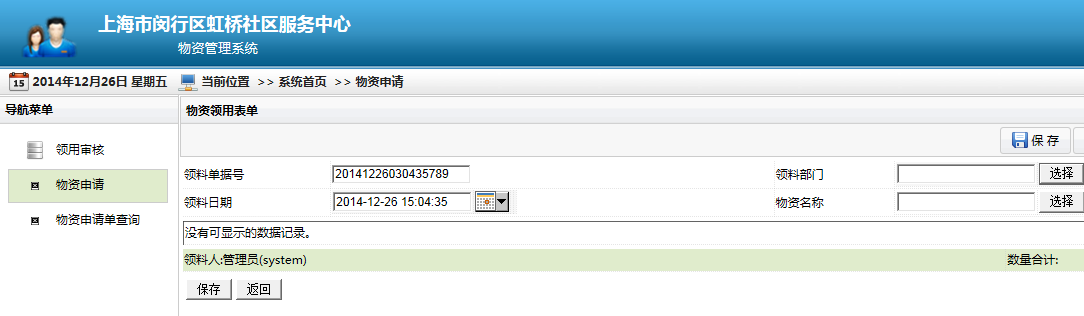 上海市闵行区虹桥社区服务中心
物资管理系统
15 2014年12月26日 星期五 当前位置 >> 系统首页 >> 物资申请
导航菜单
物资领用表单
领用审核
保 存
物资申请
领料单据号 20141226030435789 领料部门 选择
领料日期 2014-12-26 15:04:35 物资名称 选择
物资申请单查询
没有可显示的数据记录。
领料人:管理员(system) 数量合计:
保存 返回